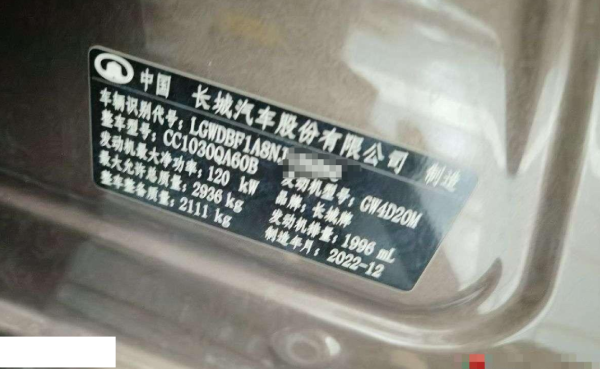 中国 长城汽车股份有限公司 制造
车辆识别代号：LGWDBF1A8NJ
整车型号：CC1030QA60B 发动机型号：GW4D20M
发动机最大净功率：120 kW 品牌：长城牌
最大允许总质量：2936 kg 发动机排量：1996 mL
整车整备质量：2111 kg 制造年月：2022-12